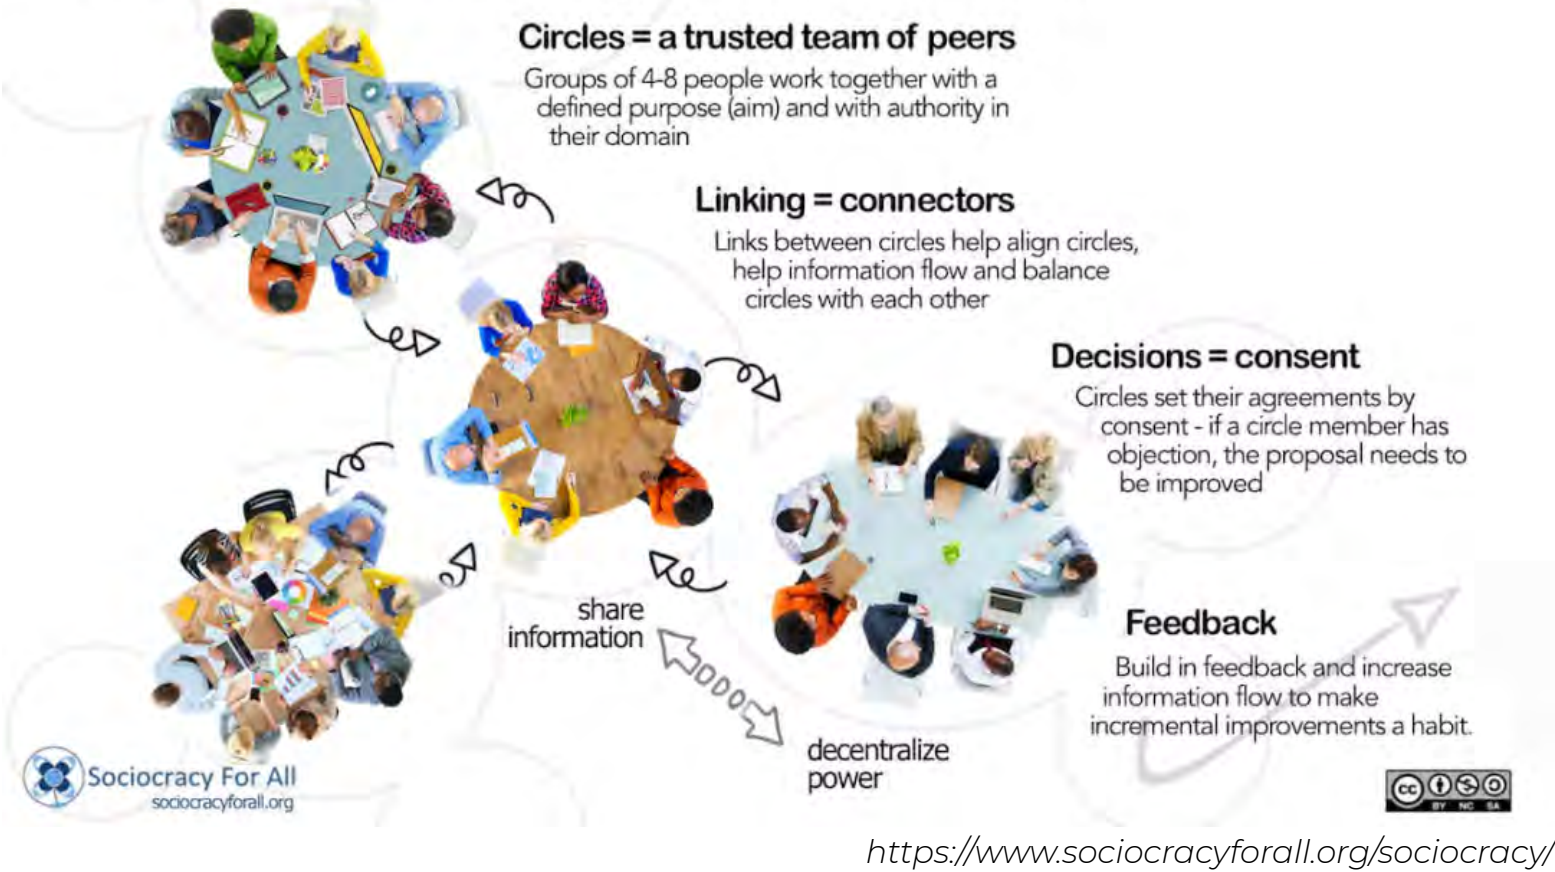 Circles = a trusted team of peers
Groups of 4-8 people work together with a
defined purpose (aim) and with authority in
their domain
Linking = connectors
Links between circles help align circles,
help information flow and balance
circles with each other
Decisions = consent
Circles set their agreements by
consent - if a circle member has
objection, the proposal needs to
be improved
share
information
decentralize
power
Feedback
Build in feedback and increase
information flow to make
incremental improvements a habit.
Sociocracy For All
sociocracyforall.org
cc
BY NC SA
https://www.sociocracyforall.org/sociocracy/